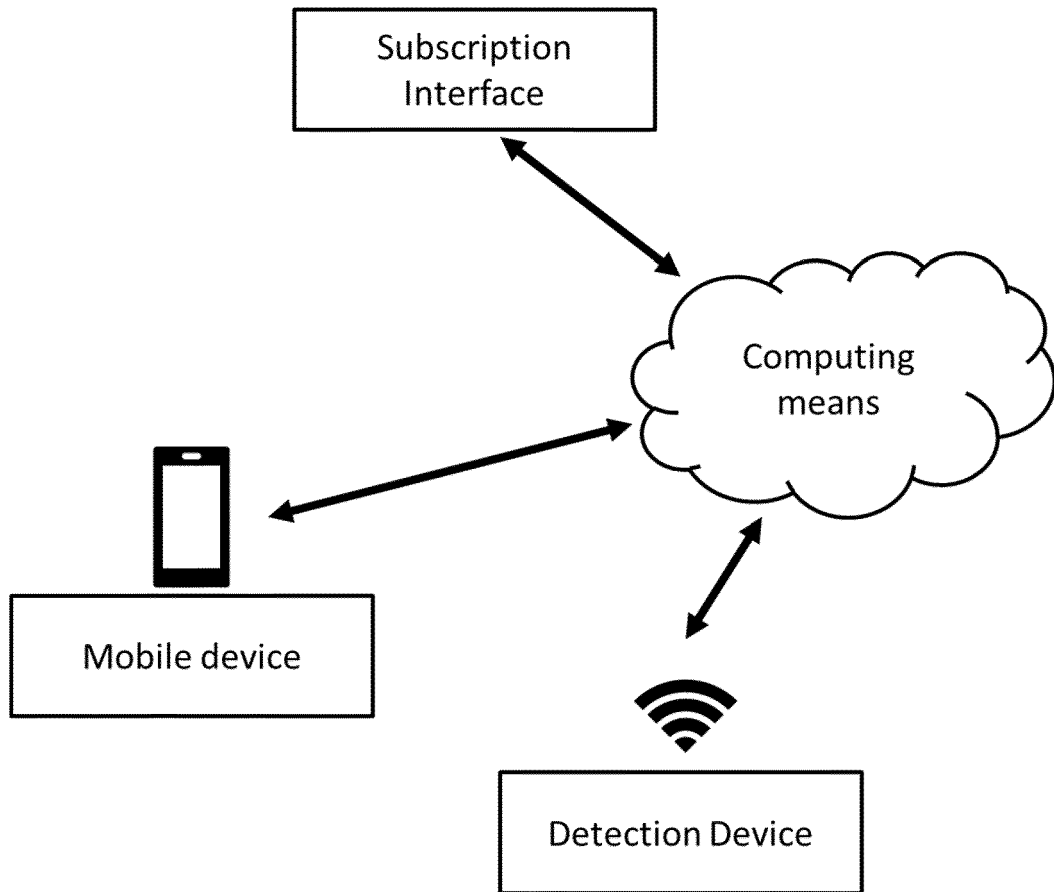 Subscription
Interface
Computing
means
Mobile device
Detection Device